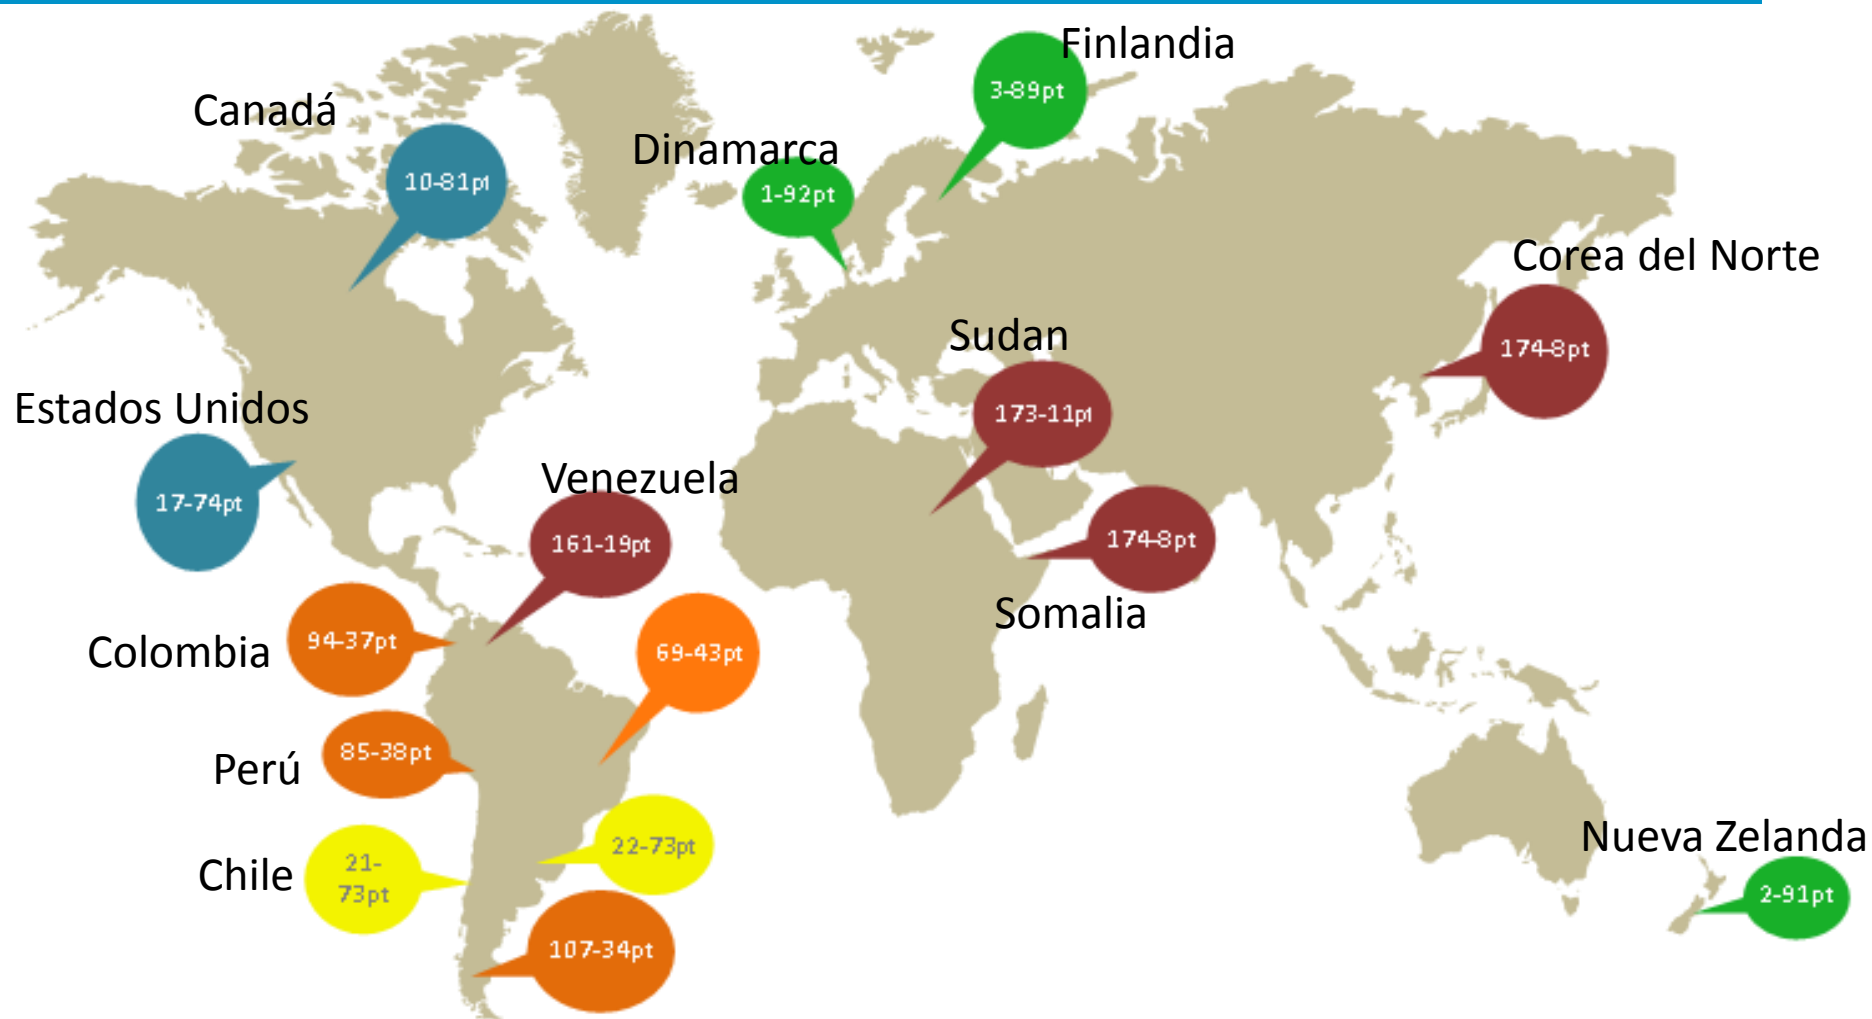 Finlandia
3-89pt
Canadá
10-81pt
Dinamarca
1-92pt
Corea del Norte
174-8pt
Sudan
173-11pt
Estados Unidos
17-74pt
Venezuela
161-19pt
174-8pt
Somalia
Colombia
94-37pt
69-43pt
Perú
85-38pt
Chile
21-
73pt
22-73pt
107-34pt
Nueva Zelanda
2-91pt